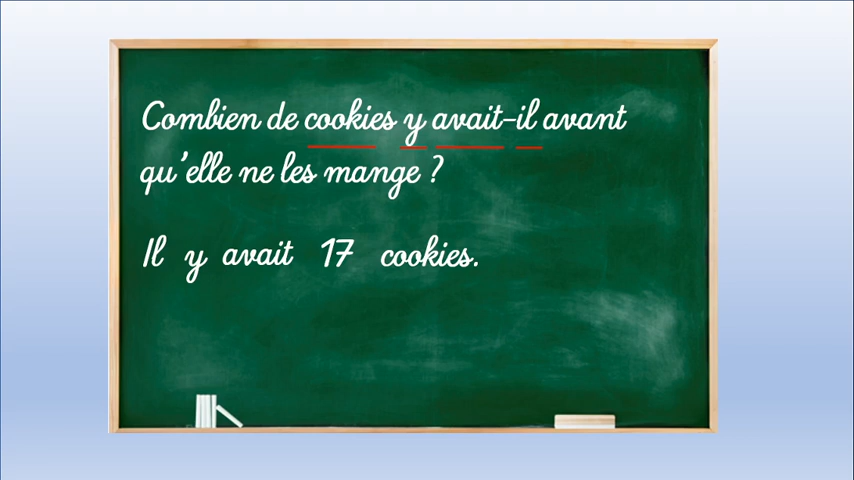 Combien de cookies y avait-il avant
qu'elle ne les mange ?
Il y avait 17 cookies.